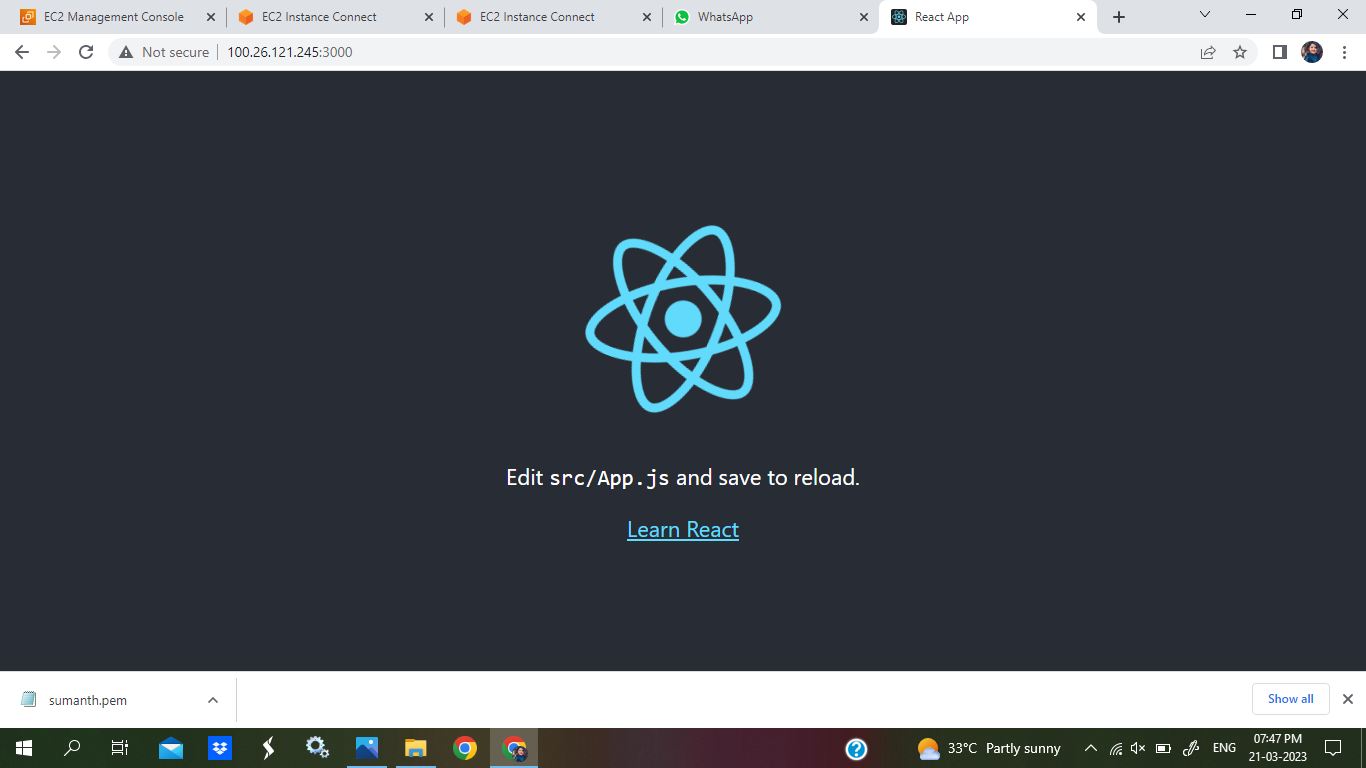 EC2 Management Console
EC2 Instance Connect
EC2 Instance Connect
WhatsApp
React App
Not secure
100.26.121.245:3000
Edit src/App.js and save to reload.
Learn React
sumanth.pem
Show all
33°C Partly sunny
ENG
07:47 PM
21-03-2023